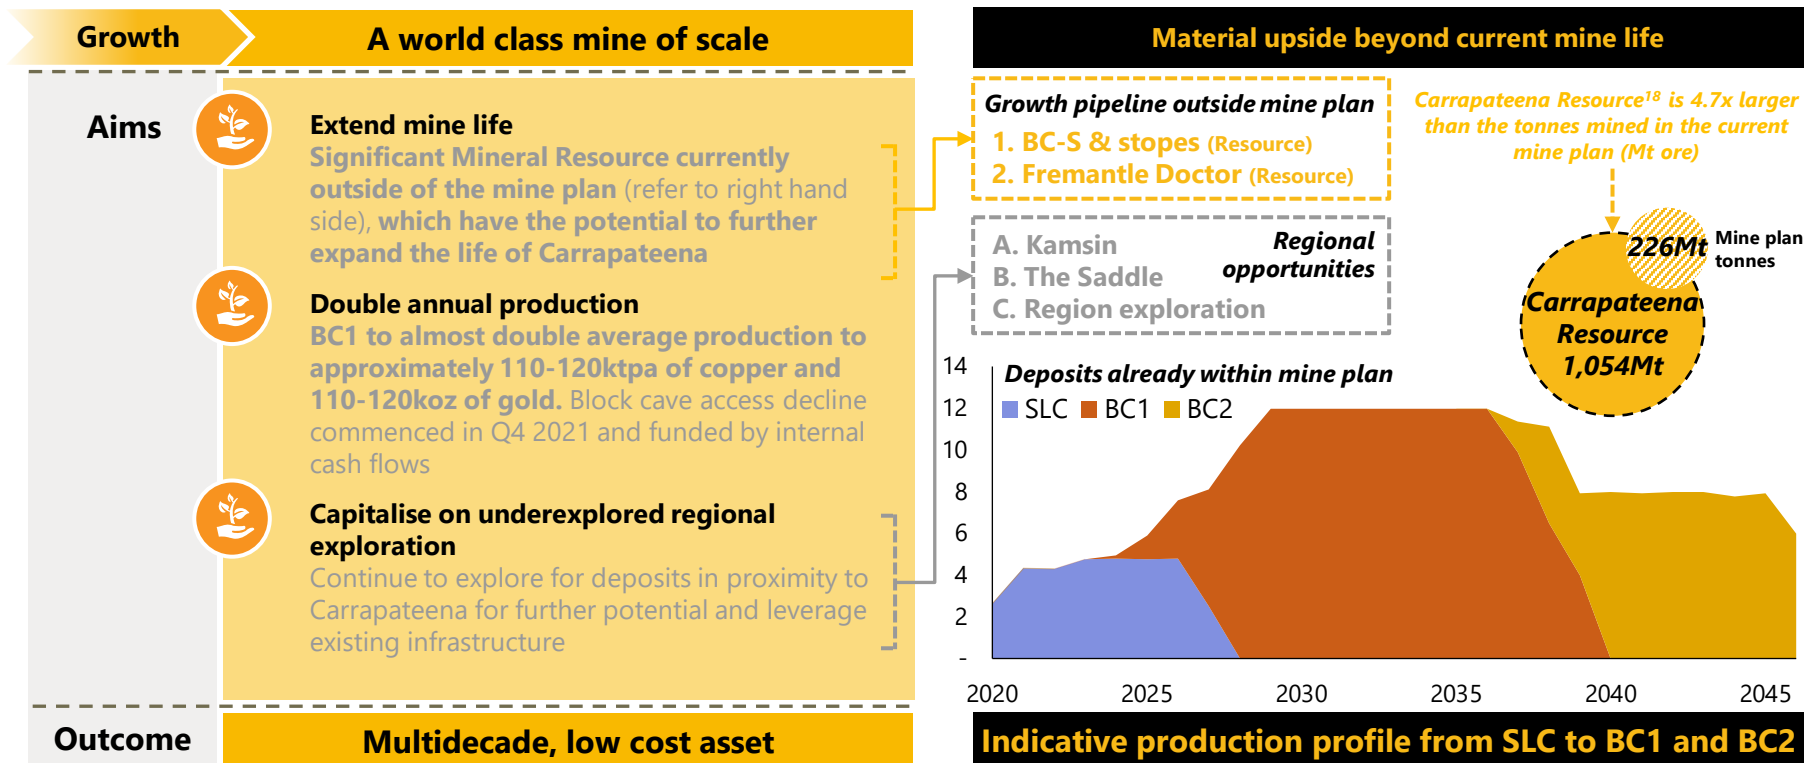 Growth
A world class mine of scale
Aims
Extend mine life
Significant Mineral Resource currently
outside of the mine plan (refer to right hand
side), which have the potential to further
expand the life of Carrapateena
Double annual production
BC1 to almost double average production to
approximately 110-120ktpa of copper and
110-120koz of gold. Block cave access decline
commenced in Q4 2021 and funded by internal
cash flows
Capitalise on underexplored regional
exploration
Continue to explore for deposits in proximity to
Carrapateena for further potential and leverage
existing infrastructure
Outcome
Multidecade, low cost asset
Material upside beyond current mine life
Growth pipeline outside mine plan
1. BC-S & stopes (Resource)
2. Fremantle Doctor (Resource)
Regional
opportunities
A. Kamsin
B. The Saddle
C. Region exploration
Carrapateena Resource¹⁸ is 4.7x larger
than the tonnes mined in the current
mine plan (Mt ore)
226Mt
Mine plan
tonnes
Carrapateena
Resource
1,054Mt
Deposits already within mine plan
SLC BC1 BC2
14
12
10
8
6
4
2
-
2020 2025 2030 2035 2040 2045
Indicative production profile from SLC to BC1 and BC2